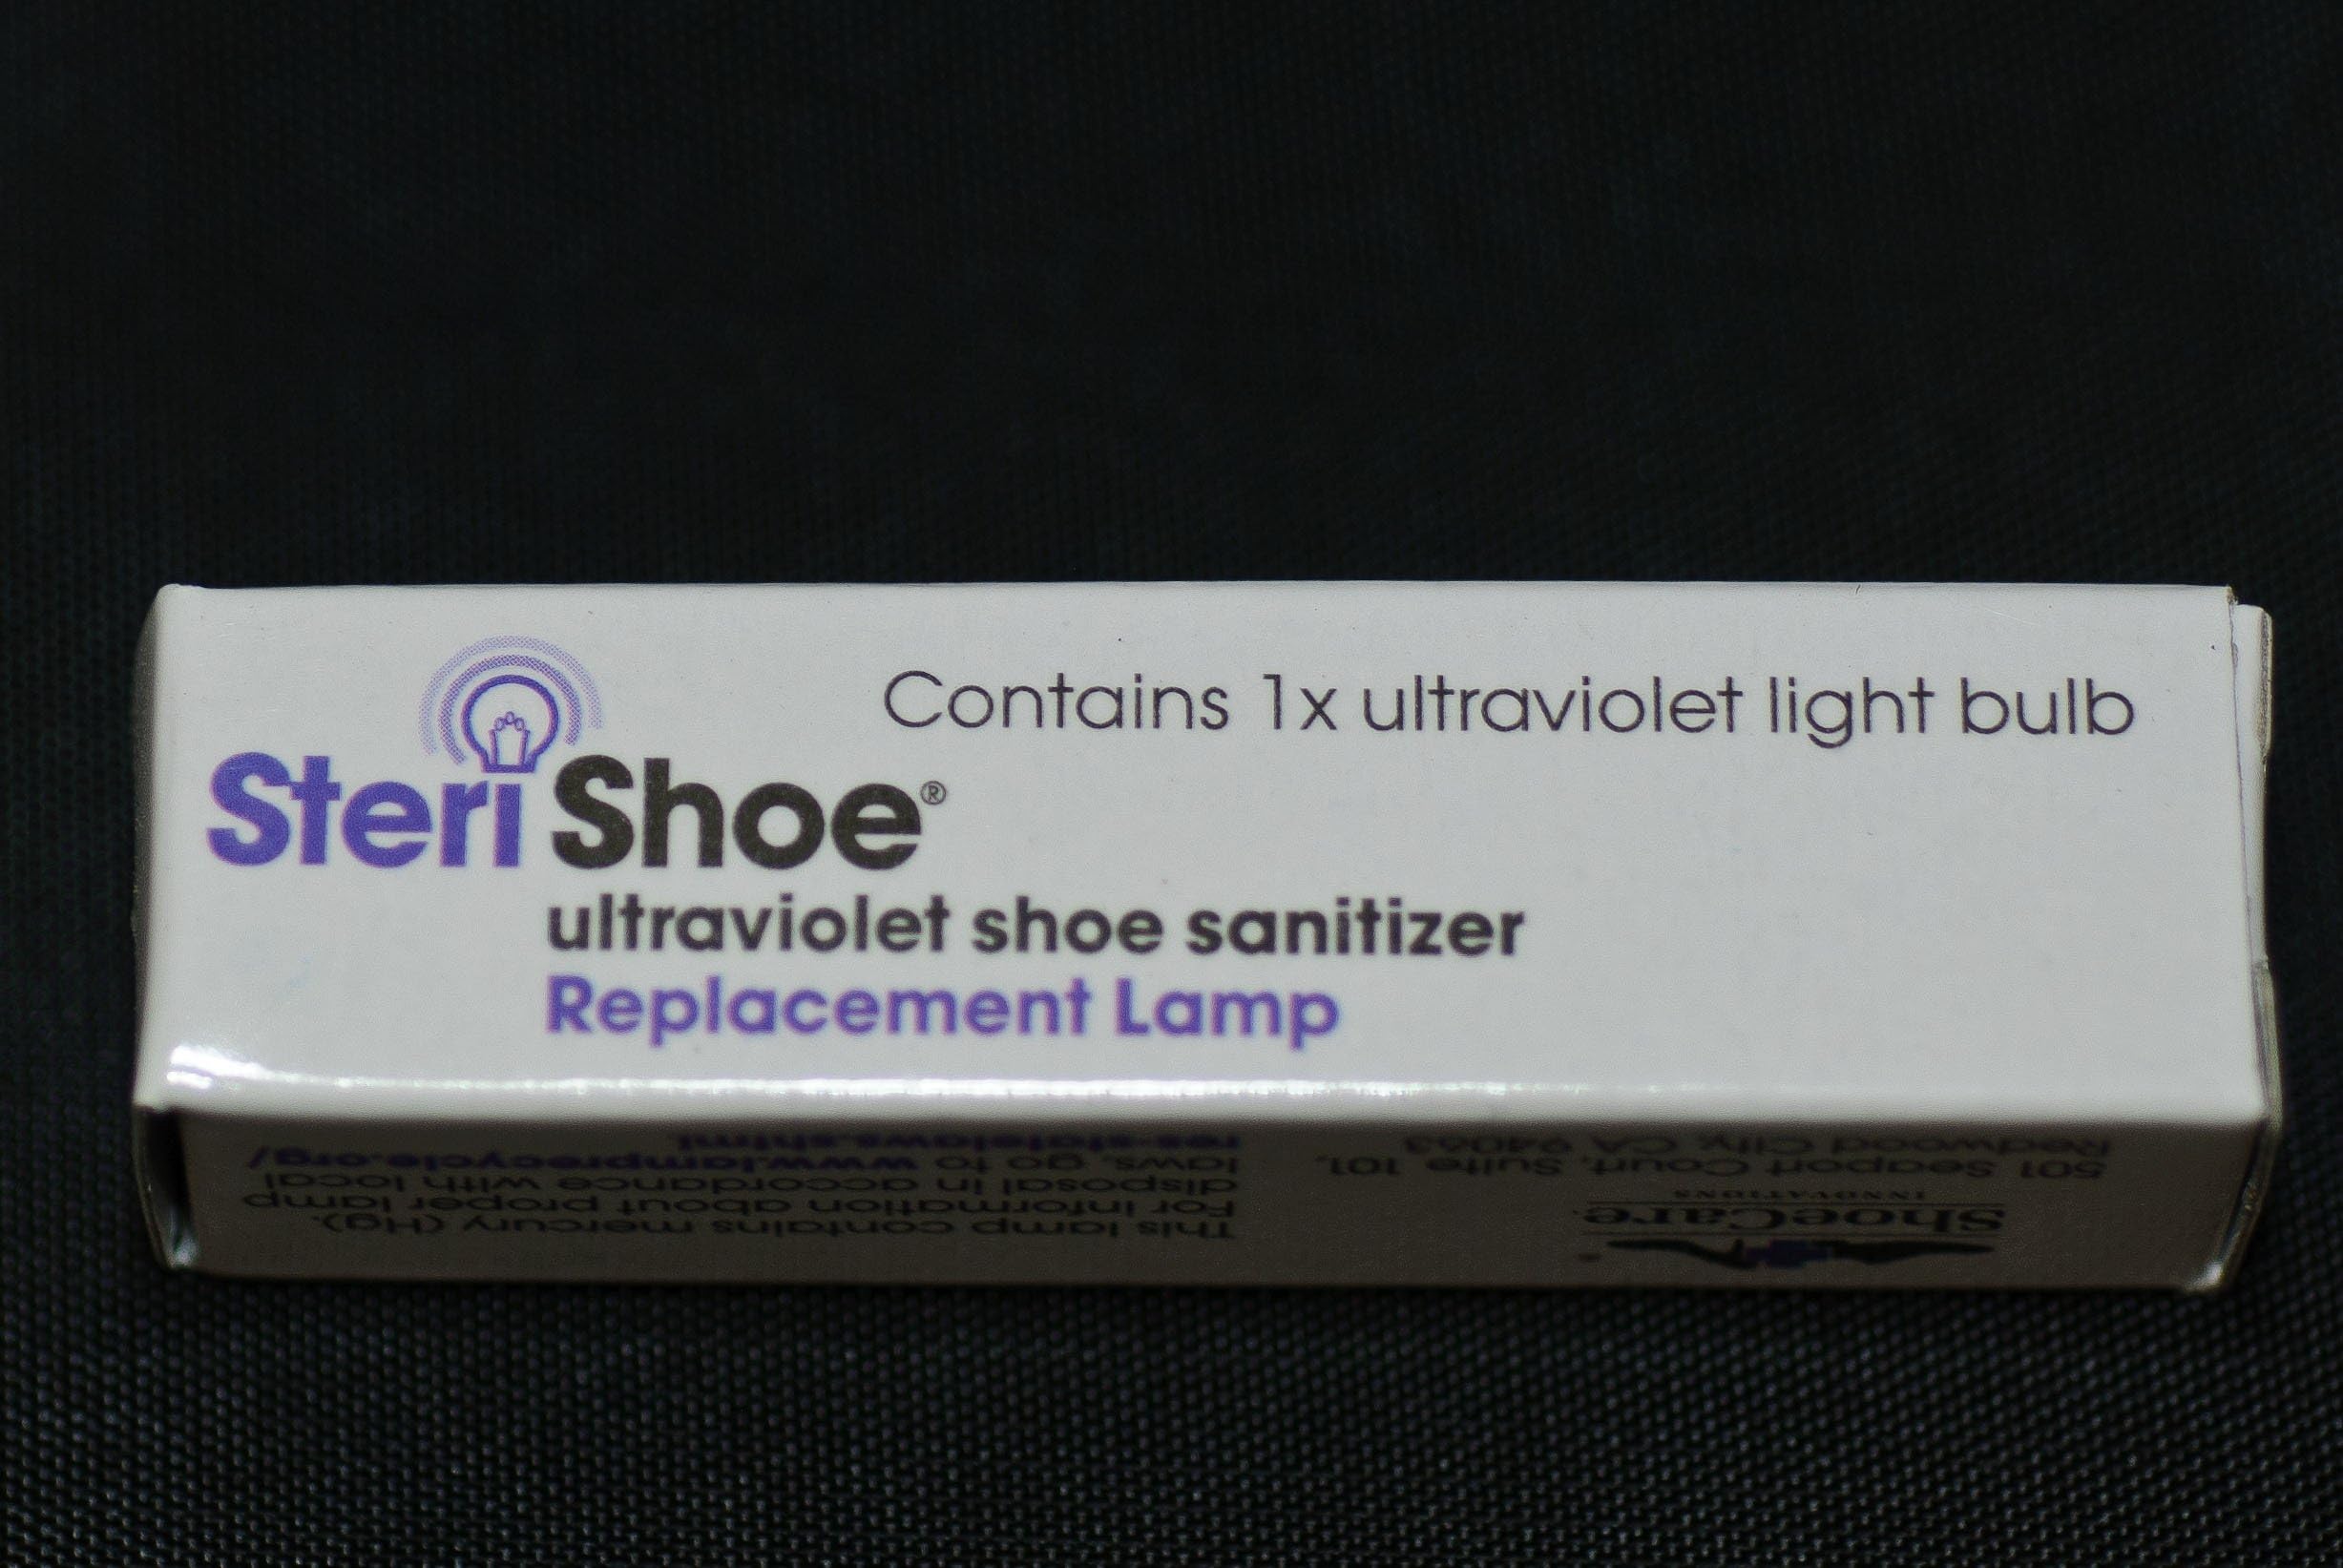 Contains 1x ultraviolet light bulb
SteriShoe®
ultraviolet shoe sanitizer
Replacement Lamp
This lamp contains mercury (Hg).
For information about proper lamp
disposal in accordance with local
laws, go to www.lamprecycle.org/
res-statelaws.shtml.
ShoeCare
INNOVATIONS
501 Seaport Court, Suite 101,
Redwood City, CA 94063